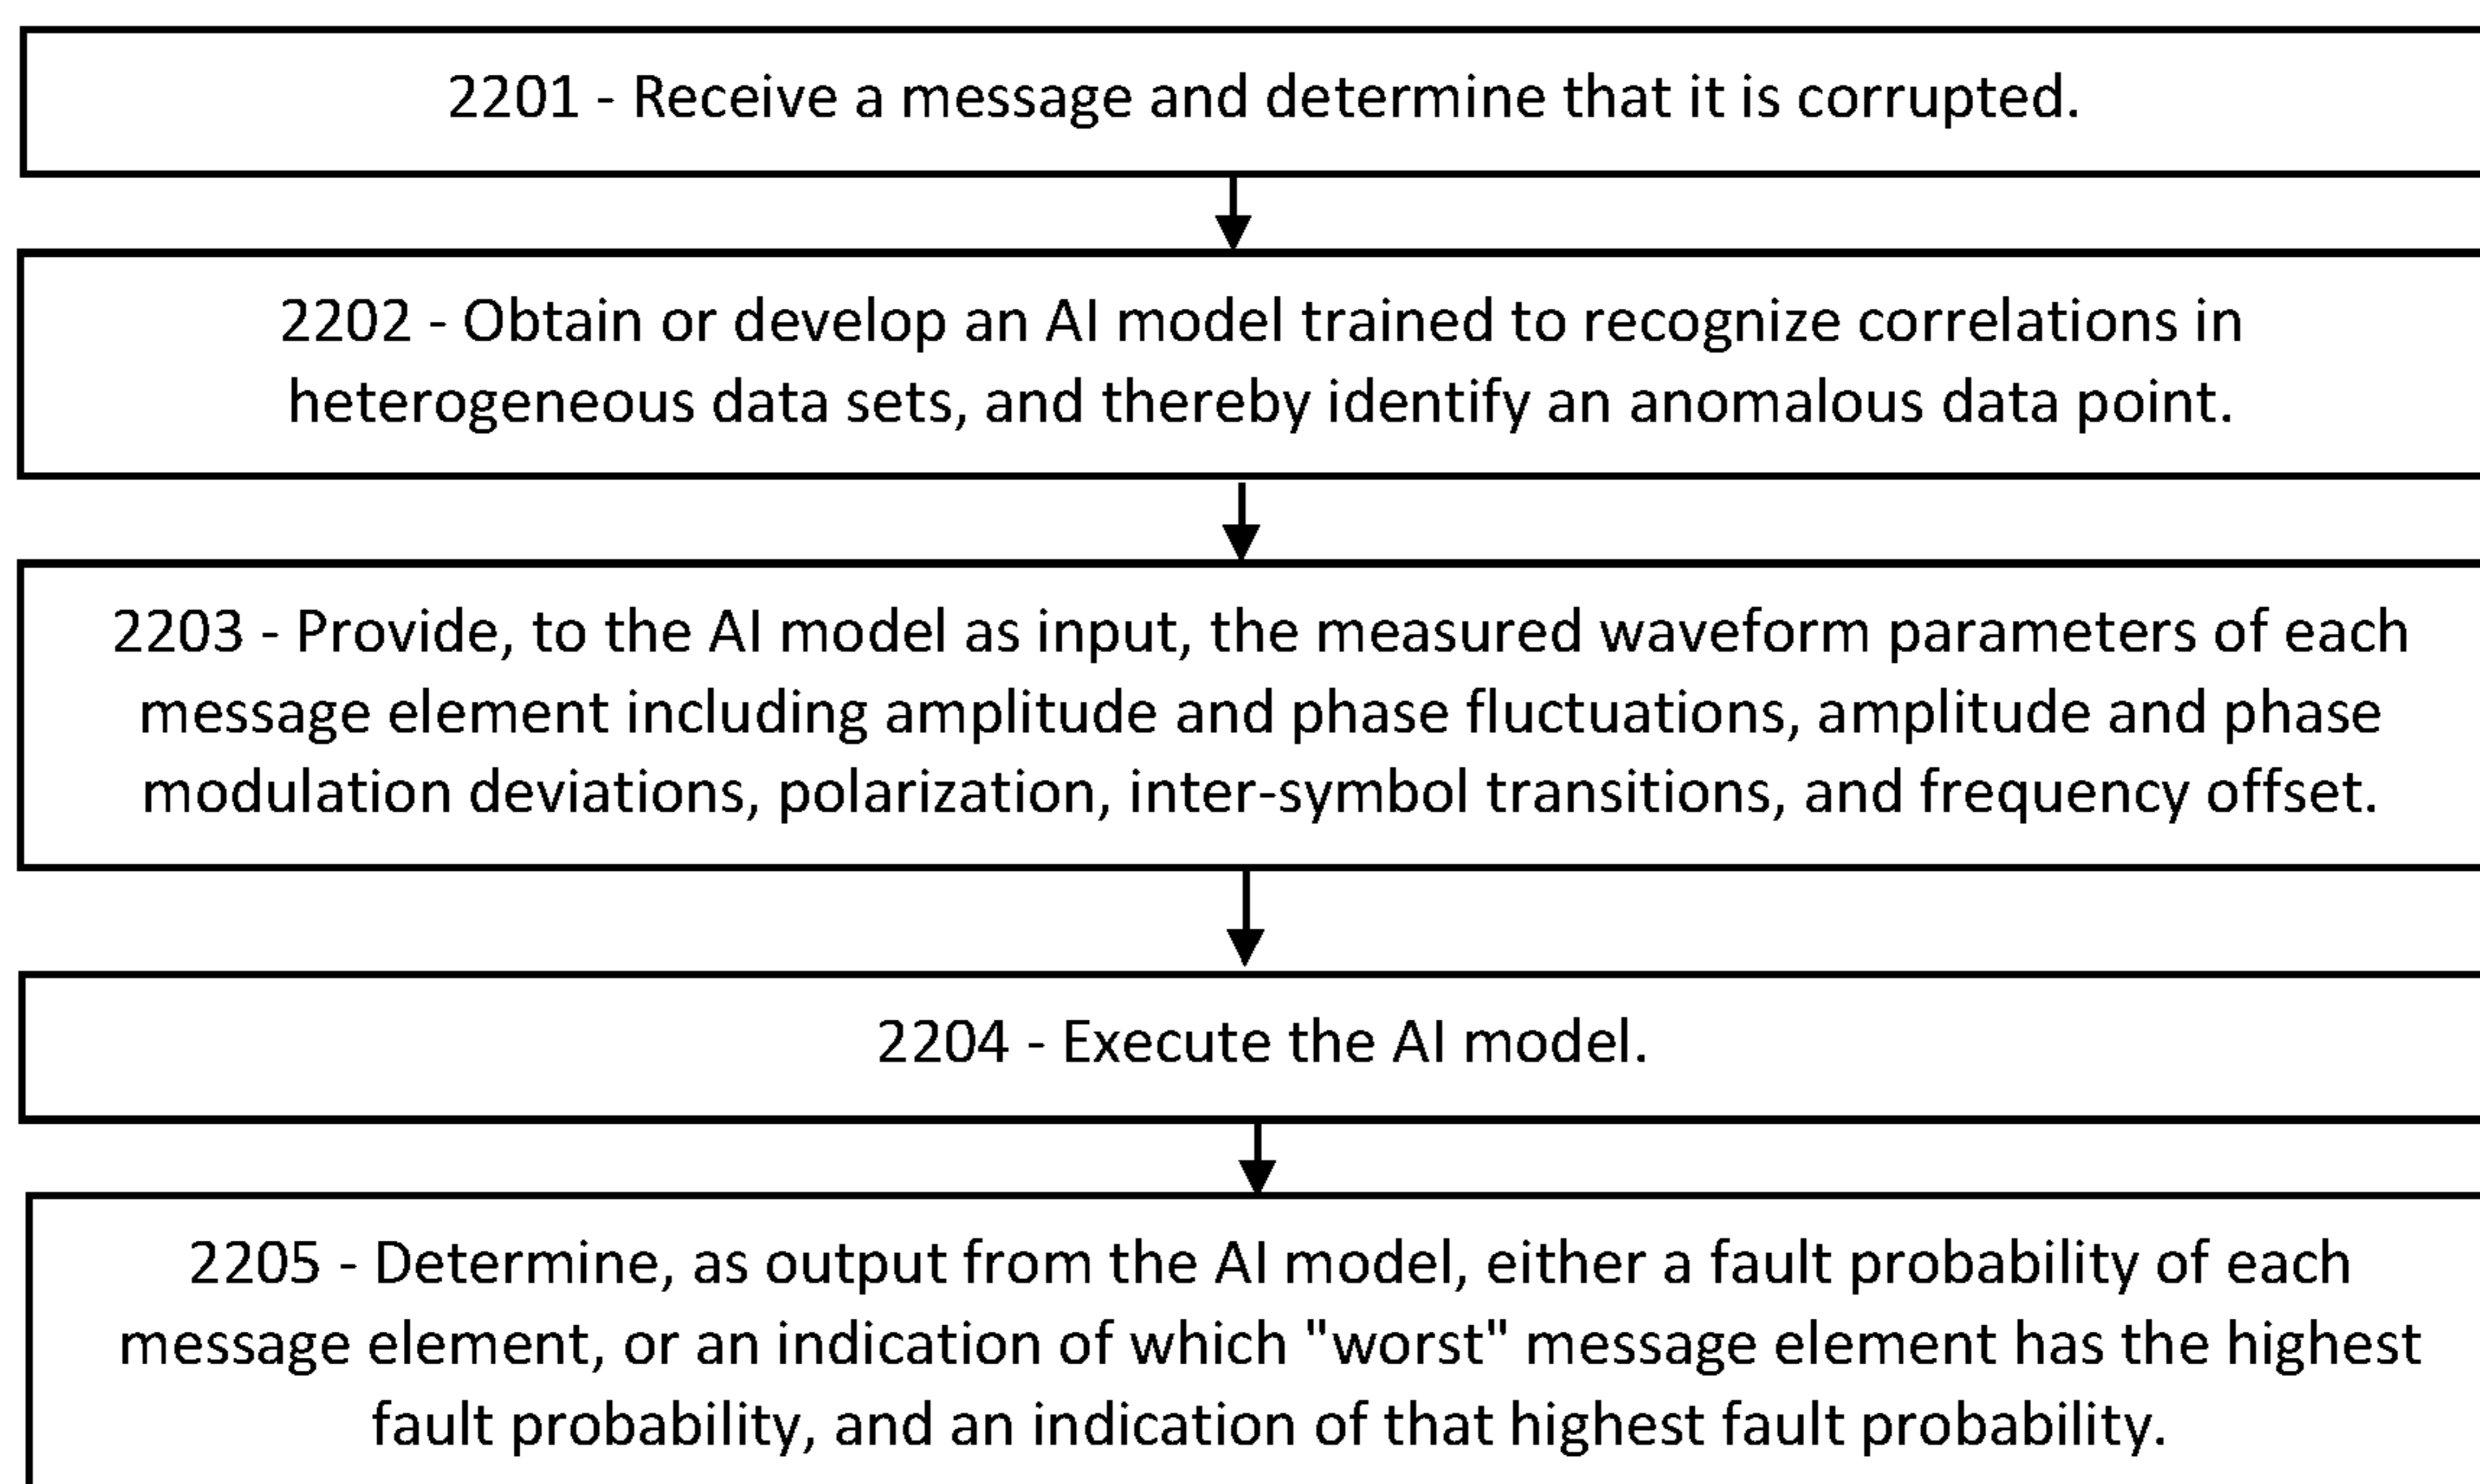 2201 - Receive a message and determine that it is corrupted.
2202 - Obtain or develop an AI model trained to recognize correlations in
heterogeneous data sets, and thereby identify an anomalous data point.
2203 - Provide, to the AI model as input, the measured waveform parameters of each
message element including amplitude and phase fluctuations, amplitude and phase
modulation deviations, polarization, inter-symbol transitions, and frequency offset.
2204 - Execute the AI model.
2205 - Determine, as output from the AI model, either a fault probability of each
message element, or an indication of which "worst" message element has the highest
fault probability, and an indication of that highest fault probability.